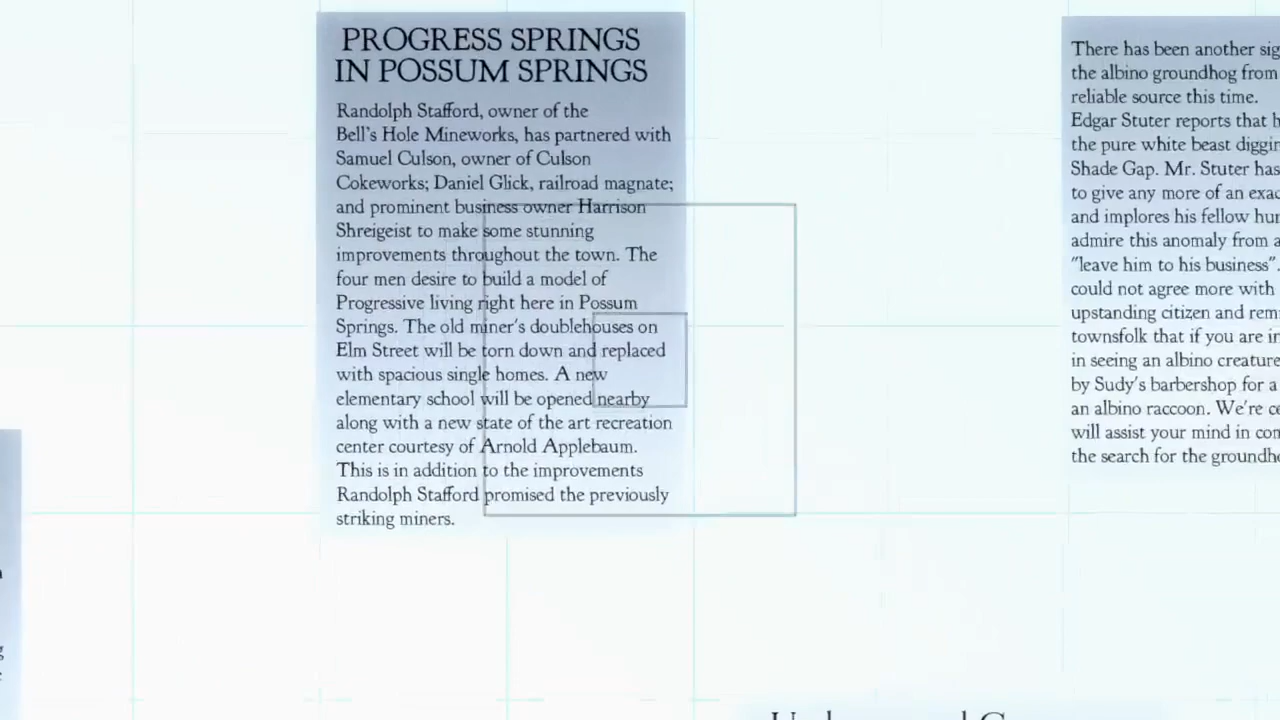 PROGRESS SPRINGS
IN POSSUM SPRINGS
Randolph Stafford, owner of the
Bell's Hole Mineworks, has partnered with
Samuel Culson, owner of Culson
Cokeworks; Daniel Glick, railroad magnate;
and prominent business owner Harrison
Shreigeist to make some stunning
improvements throughout the town. The
four men desire to build a model of
Progressive living right here in Possum
Springs. The old miner's doublehouses on
Elm Street will be torn down and replaced
with spacious single homes. A new
elementary school will be opened nearby
along with a new state of the art recreation
center courtesy of Arnold Applebaum.
This is in addition to the improvements
Randolph Stafford promised the previously
striking miners.
There has been another
the albino groundhog from
reliable source this time.
Edgar Stuter reports that
the pure white beast
Shade Gap. Mr. Stuter has
to give any more of an
and implores his fellow
admire this anomaly from
"leave him to his business".
could not agree more with
upstanding citizen and
townsfolk that if you are
in seeing an albino creature
by Sudy's barbershop for a
an albino raccoon. We're
will assist your mind in
the search for the